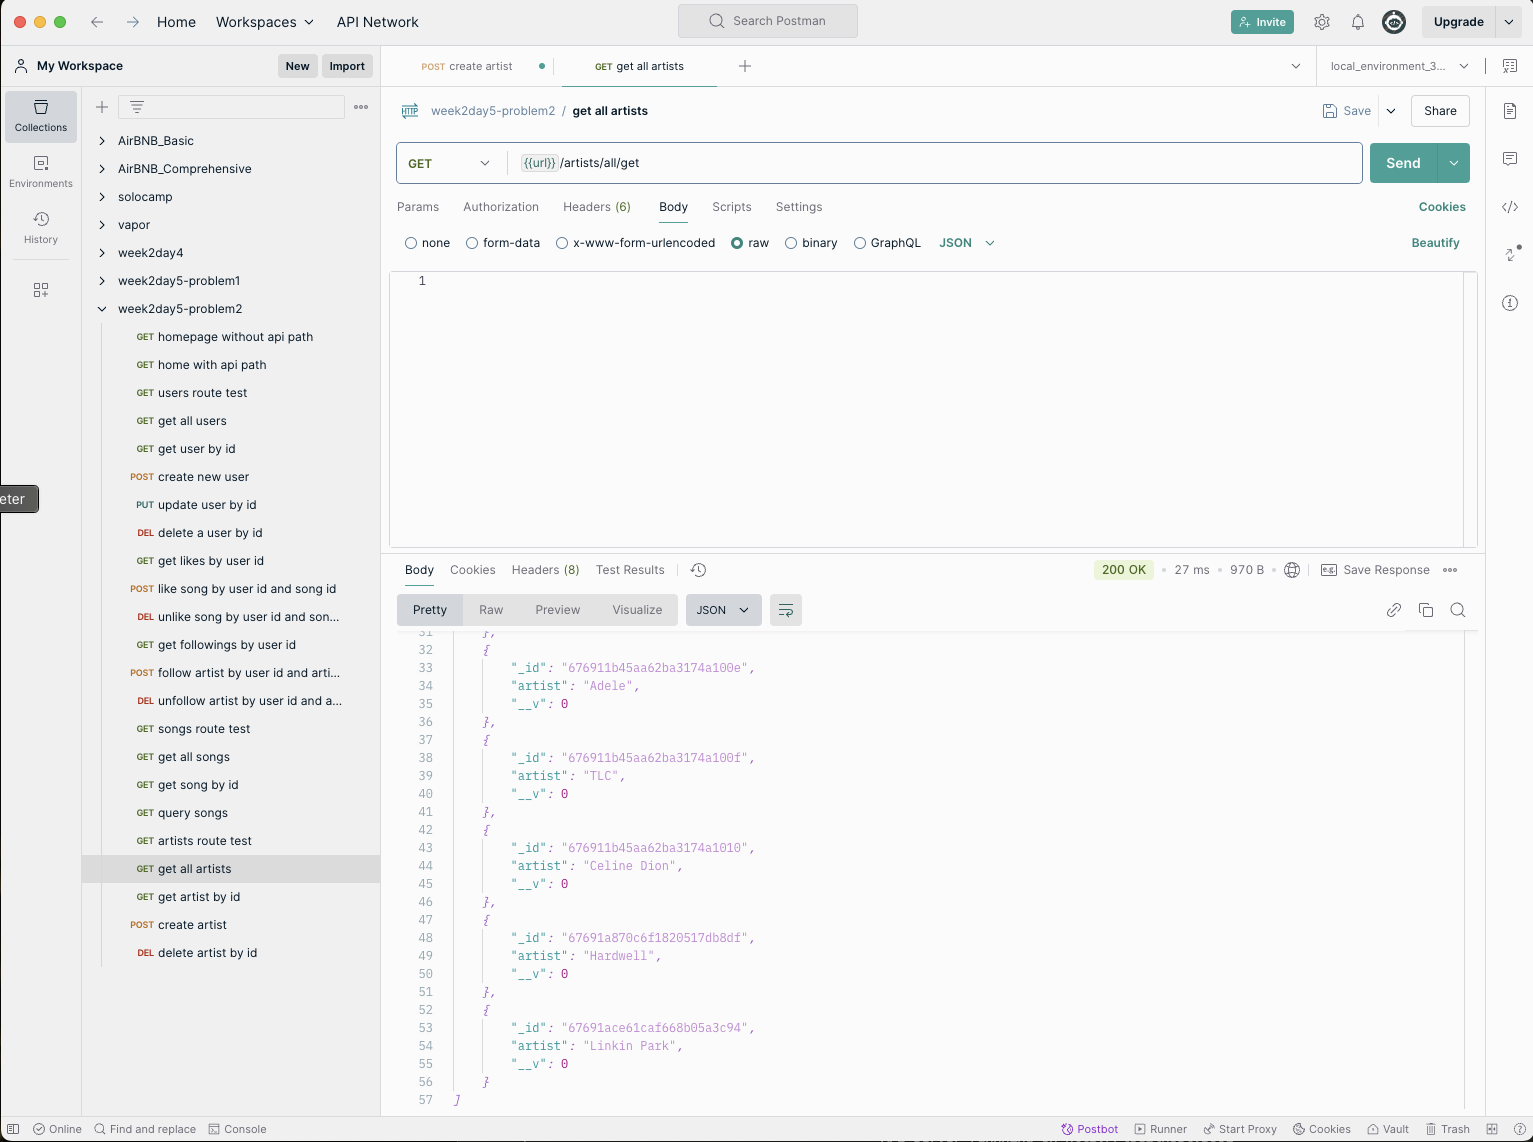 Home
Workspaces
API Network
Search Postman
Invite
Upgrade
My Workspace
New
Import
POST create artist
GET get all artists
local_environment_3...
Collections
Environments
History
AirBNB_Basic
AirBNB_Comprehensive
solocamp
vapor
week2day4
week2day5-problem1
week2day5-problem2
GET homepage without api path
GET home with api path
GET users route test
GET get all users
GET get user by id
POST create new user
PUT update user by id
DEL delete a user by id
GET get likes by user id
POST like song by user id and song id
DEL unlike song by user id and son...
GET get followings by user id
POST follow artist by user id and arti...
DEL unfollow artist by user id and a...
GET songs route test
GET get all songs
GET get song by id
GET query songs
GET artists route test
GET get all artists
GET get artist by id
POST create artist
DEL delete artist by id
eter
HTTP week2day5-problem2 / get all artists
Save
Share
GET
{{url}}/artists/all/get
Send
Params
Authorization
Headers (6)
Body
Scripts
Settings
Cookies
none
form-data
x-www-form-urlencoded
raw
binary
GraphQL
JSON
Beautify
1
Body
Cookies
Headers (8)
Test Results
200 OK
27 ms
970 B
e.g. Save Response
Pretty
Raw
Preview
Visualize
JSON
31 },
32 {
33 "_id": "676911b45aa62ba3174a100e",
34 "artist": "Adele",
35 "__v": 0
36 },
37 {
38 "_id": "676911b45aa62ba3174a100f",
39 "artist": "TLC",
40 "__v": 0
41 },
42 {
43 "_id": "676911b45aa62ba3174a1010",
44 "artist": "Celine Dion",
45 "__v": 0
46 },
47 {
48 "_id": "67691a870c6f1820517db8df",
49 "artist": "Hardwell",
50 "__v": 0
51 },
52 {
53 "_id": "67691ace61caf668b05a3c94",
54 "artist": "Linkin Park",
55 "__v": 0
56 }
57 ]
Online
Find and replace
Console
Postbot
Runner
Start Proxy
Cookies
Vault
Trash